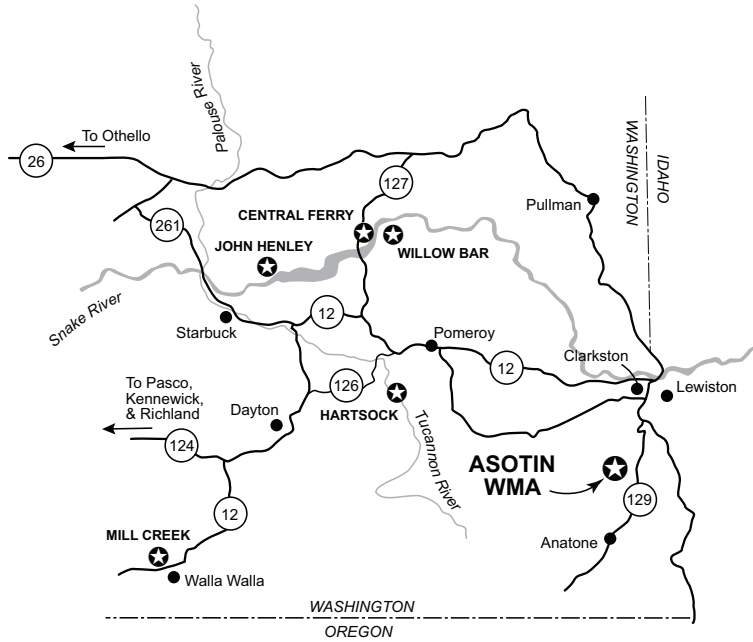 Palouse River
To Othello
26
WASHINGTON
IDAHO
127
Pullman
CENTRAL FERRY
261
JOHN HENLEY
WILLOW BAR
Snake River
12
Starbuck
Pomeroy
Clarkston
12
To Pasco,
Kennewick,
& Richland
126
Lewiston
Dayton
HARTSOCK
Tucannon River
124
ASOTIN
WMA
129
12
MILL CREEK
Anatone
Walla Walla
WASHINGTON
OREGON